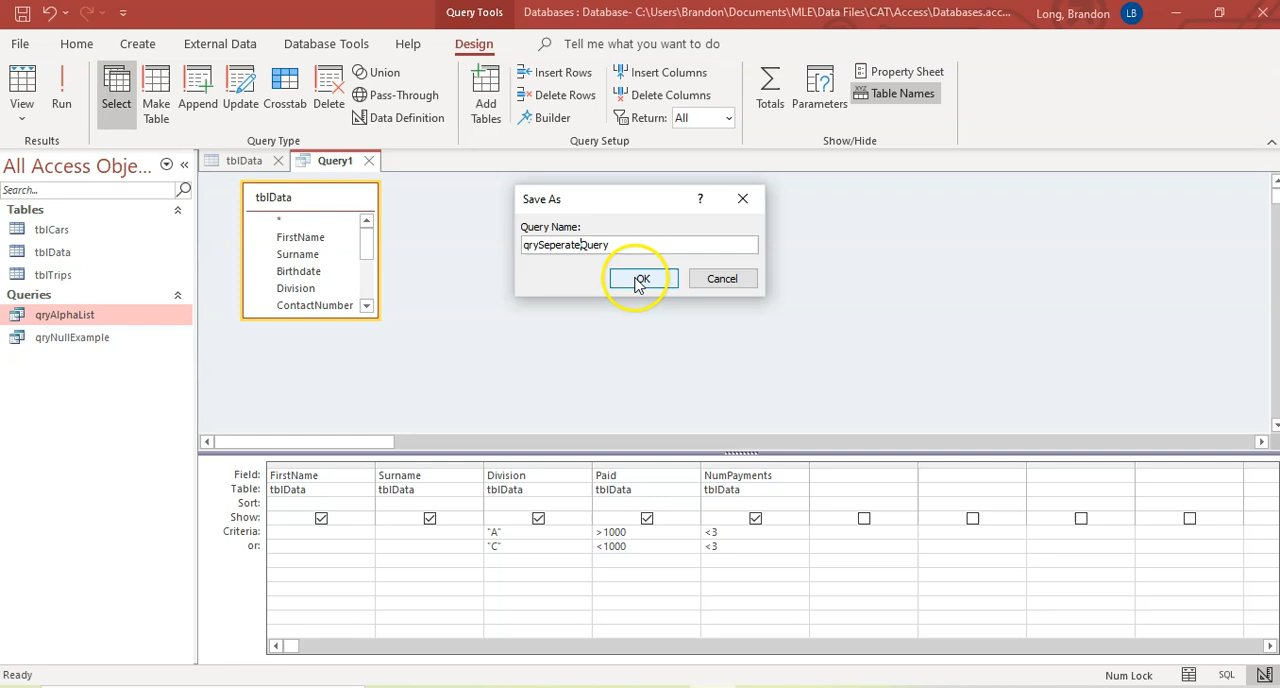 Query Tools
Databases : Database- C:\Users\Brandon\Documents\MLE\Data Files\CAT\Access\Databases.acc...
Long, Brandon
LB
File Home Create External Data Database Tools Help Design Tell me what you want to do
View
Run
Select
Make Table
Append
Update
Crosstab
Delete
Union
Pass-Through
Data Definition
Add Tables
Insert Rows
Delete Rows
Builder
Insert Columns
Delete Columns
Return: All
Totals
Parameters
Property Sheet
XYZ Table Names
Results
Query Type
Query Setup
Show/Hide
All Access Obje...
Search...
Tables
tblCars
tblData
tblTrips
Queries
qryAlphaList
qryNullExample
tblData
Query1
tblData
*
FirstName
Surname
Birthdate
Division
ContactNumber
Save As
?
Query Name:
qrySeperateQuery
OK
Cancel
Field: FirstName Surname Division Paid NumPayments
Table: tblData tblData tblData tblData tblData
Sort:
Show:
Criteria: "A" >1000 <3
or: "C" <1000 <3
Ready
Num Lock
SQL